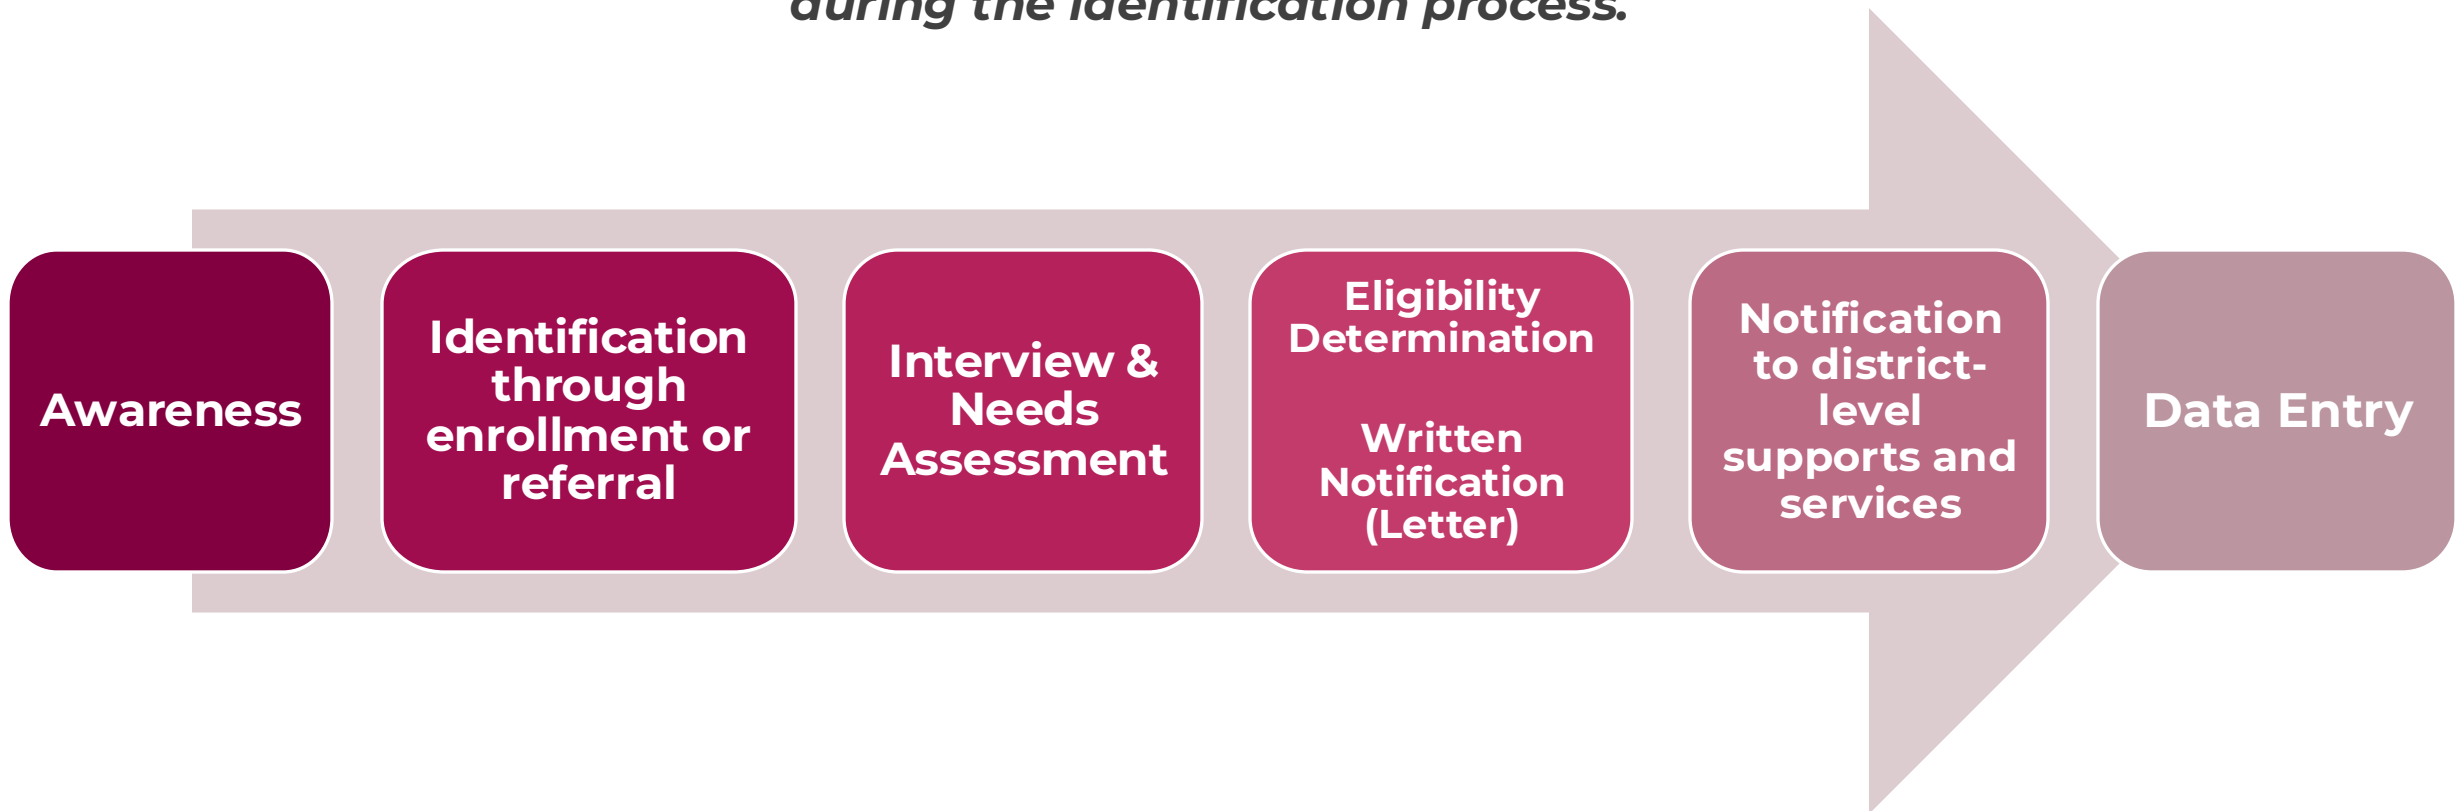 during the identification process.
Awareness
Identification
through
enrollment or
referral
Interview &
Needs
Assessment
Eligibility
Determination
Written
Notification
(Letter)
Notification
to district-
level
supports and
services
Data Entry